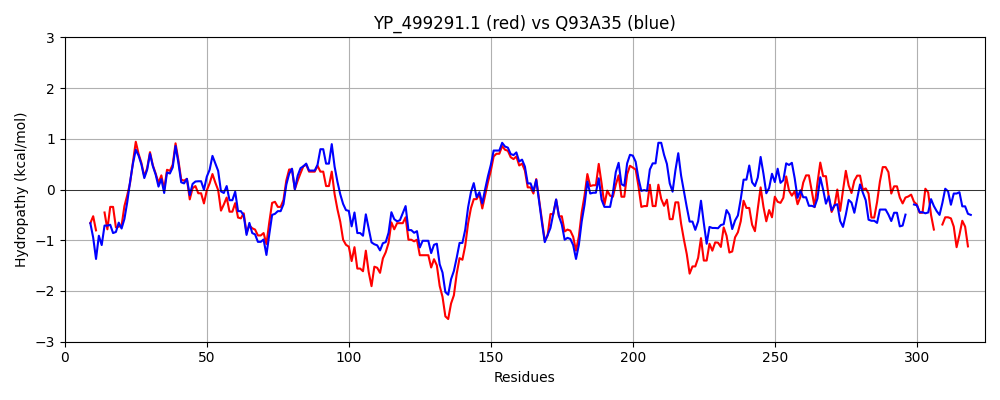 YP_499291.1 (red) vs Q93A35 (blue)
3
2
1
0
−1
−2
−3
Hydropathy (kcal/mol)
0 50 100 150 200 250 300
Residues